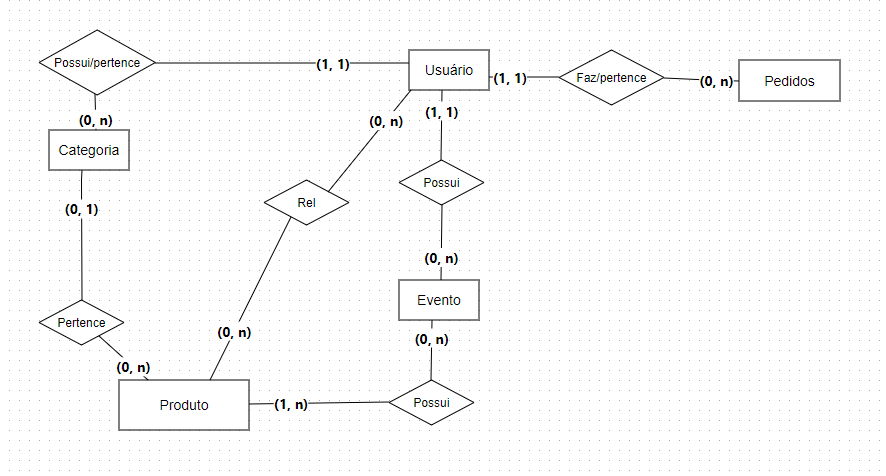 Possui/pertence
(1, 1)
Usuário
(1, 1)
Faz/pertence
(0, n)
Pedidos
(0, n)
(0, n)
(1, 1)
Categoria
Possui
(0, 1)
Rel
(0, n)
Evento
Pertence
(0, n)
(0, n)
(0, n)
Produto
(1, n)
Possui